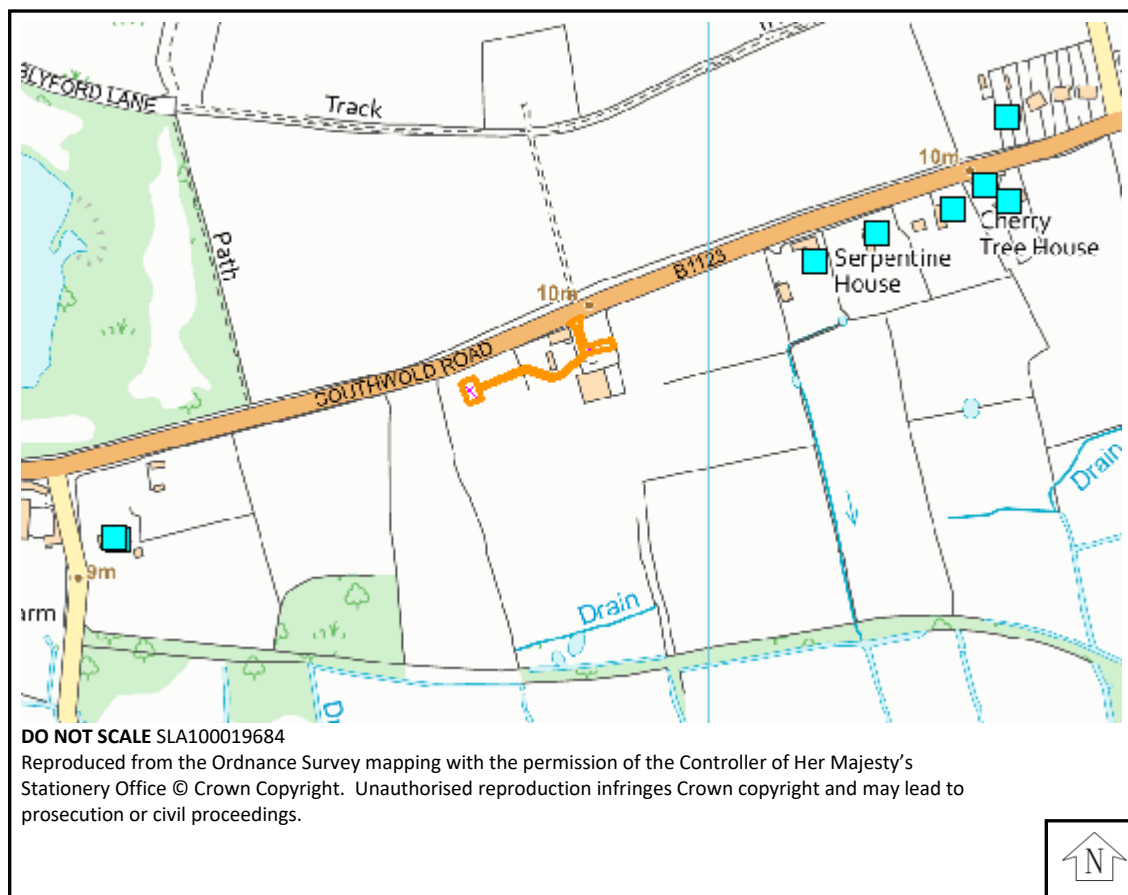 BLYFORD LANE
Track
Path
10m
Cherry
Tree House
Serpentine
House
B1123
10m
SOUTHWOLD ROAD
Drain
9m
arm
Drain
DO NOT SCALE SLA100019684
Reproduced from the Ordnance Survey mapping with the permission of the Controller of Her Majesty’s
Stationery Office © Crown Copyright. Unauthorised reproduction infringes Crown copyright and may lead to
prosecution or civil proceedings.
N